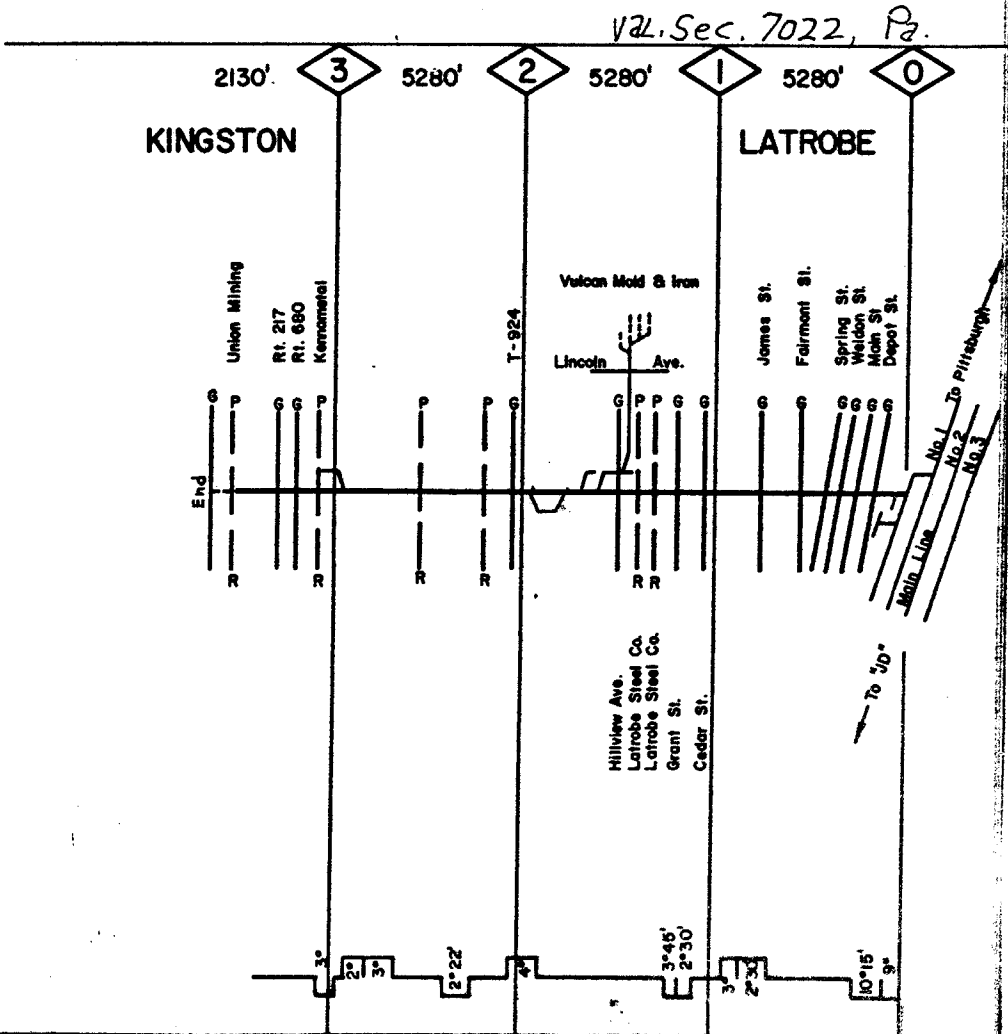 Val. Sec. 7022, Pa.
2130' 3 5280' 2 5280' 1 5280' 0
KINGSTON LATROBE
Union Mining
Rt. 217
Rt. 680
Kennametal
T-924
Vulcan Mold & Iron
Lincoln Ave.
James St.
Fairmont St.
Spring St.
Weldon St.
Main St
Depot St.
To Pittsburgh
G P G G P P P G G P P G G G G G G G G
End
No.1
No.2
No.3
Main Line
R R R R R R
To "JD"
Hillview Ave.
Latrobe Steel Co.
Latrobe Steel Co.
Grant St.
Cedar St.
3°
2°
3°
2°22'
4°
3°45'
2°30'
3°
2°30'
10°15'
9°